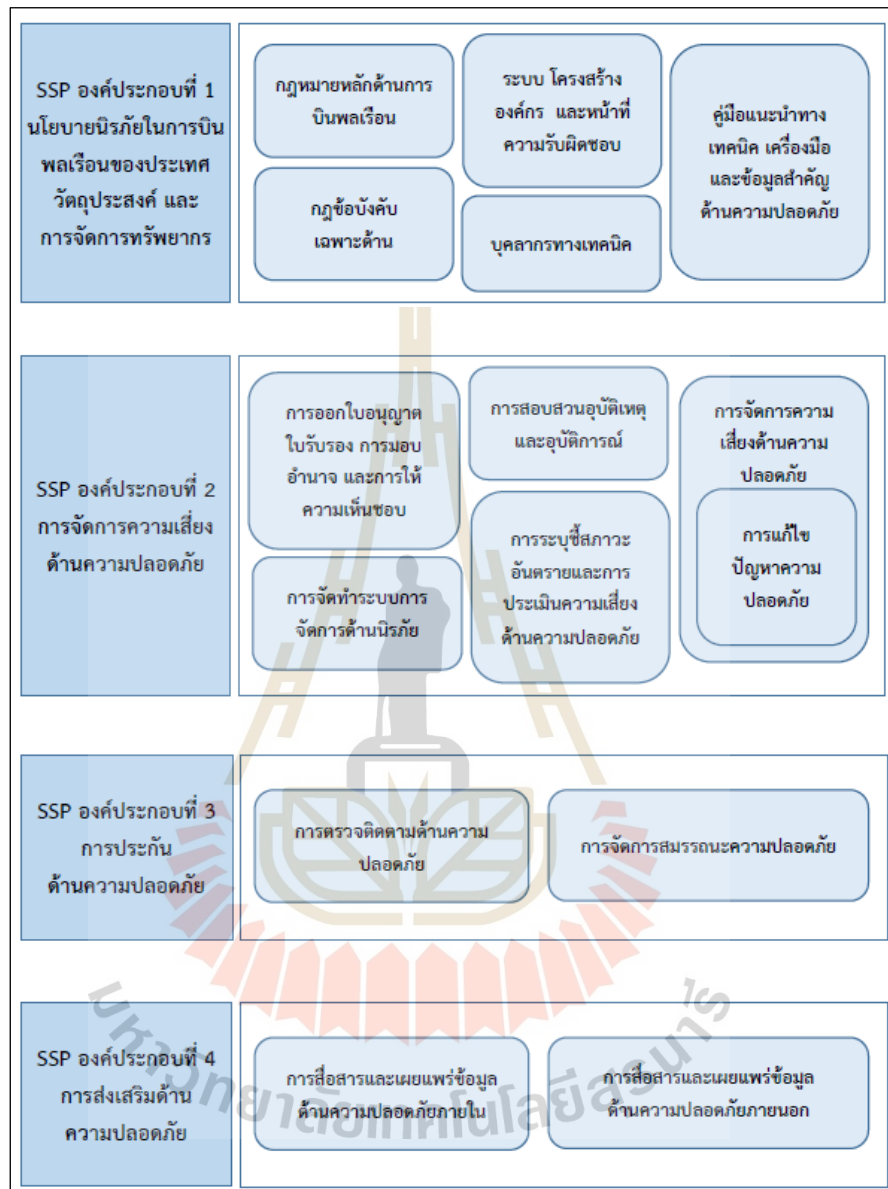 SSP องค์ประกอบที่ 1
นโยบายนิรภัยในการบิน
พลเรือนของประเทศ
วัตถุประสงค์ และ
การจัดการทรัพยากร
กฎหมายหลักด้านการ
บินพลเรือน
ระบบ โครงสร้าง
องค์กร และหน้าที่
ความรับผิดชอบ
คู่มือแนะนำทาง
เทคนิค เครื่องมือ
และข้อมูลสำคัญ
ด้านความปลอดภัย
กฎข้อบังคับ
เฉพาะด้าน
บุคลากรทางเทคนิค
SSP องค์ประกอบที่ 2
การจัดการความเสี่ยง
ด้านความปลอดภัย
การออกใบอนุญาต
ใบรับรอง การมอบ
อำนาจ และการให้
ความเห็นชอบ
การสอบสวนอุบัติเหตุ
และอุบัติการณ์
การจัดการความ
เสี่ยงด้านความ
ปลอดภัย
การแก้ไข
ปัญหาความ
ปลอดภัย
การจัดทำระบบการ
จัดการด้านนิรภัย
การระบุชี้สภาวะ
อันตรายและการ
ประเมินความเสี่ยง
ด้านความปลอดภัย
SSP องค์ประกอบที่ 3
การประกัน
ด้านความปลอดภัย
การตรวจติดตามด้านความ
ปลอดภัย
การจัดการสมรรถนะความปลอดภัย
SSP องค์ประกอบที่ 4
การส่งเสริมด้าน
ความปลอดภัย
การสื่อสารและเผยแพร่ข้อมูล
ด้านความปลอดภัยภายใน
การสื่อสารและเผยแพร่ข้อมูล
ด้านความปลอดภัยภายนอก
มหาวิทยาลัยเทคโนโลยีสุรนารี